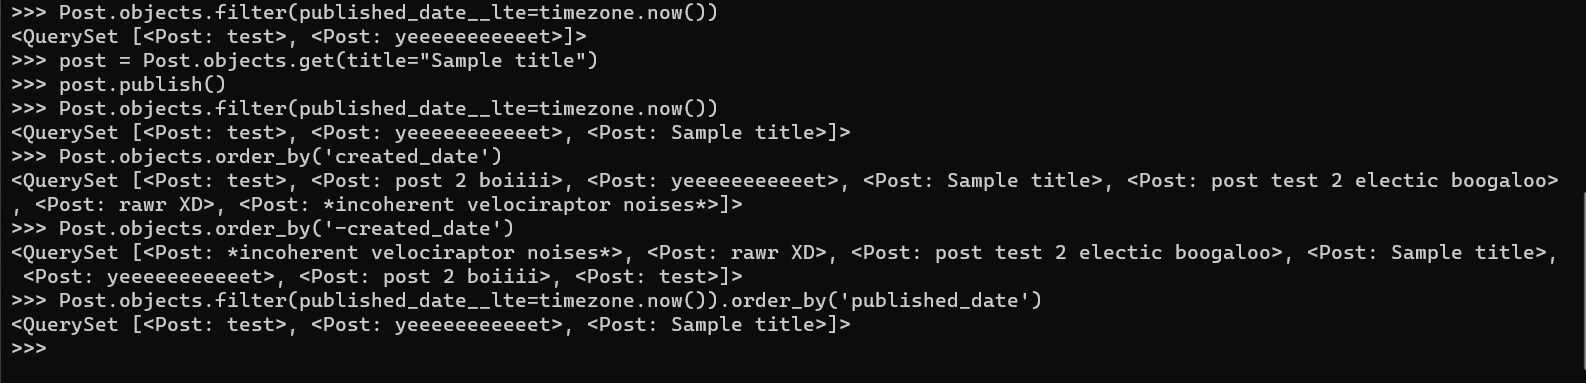 >>> Post.objects.filter(published_date__lte=timezone.now())
<QuerySet [<Post: test>, <Post: yeeeeeeeeeeet>]>
>>> post = Post.objects.get(title="Sample title")
>>> post.publish()
>>> Post.objects.filter(published_date__lte=timezone.now())
<QuerySet [<Post: test>, <Post: yeeeeeeeeeeet>, <Post: Sample title>]>
>>> Post.objects.order_by('created_date')
<QuerySet [<Post: test>, <Post: post 2 boiiii>, <Post: yeeeeeeeeeeet>, <Post: Sample title>, <Post: post test 2 electic boogaloo>
, <Post: rawr XD>, <Post: *incoherent velociraptor noises*>]>
>>> Post.objects.order_by('-created_date')
<QuerySet [<Post: *incoherent velociraptor noises*>, <Post: rawr XD>, <Post: post test 2 electic boogaloo>, <Post: Sample title>,
 <Post: yeeeeeeeeeeet>, <Post: post 2 boiiii>, <Post: test>]>
>>> Post.objects.filter(published_date__lte=timezone.now()).order_by('published_date')
<QuerySet [<Post: test>, <Post: yeeeeeeeeeeet>, <Post: Sample title>]>
>>>